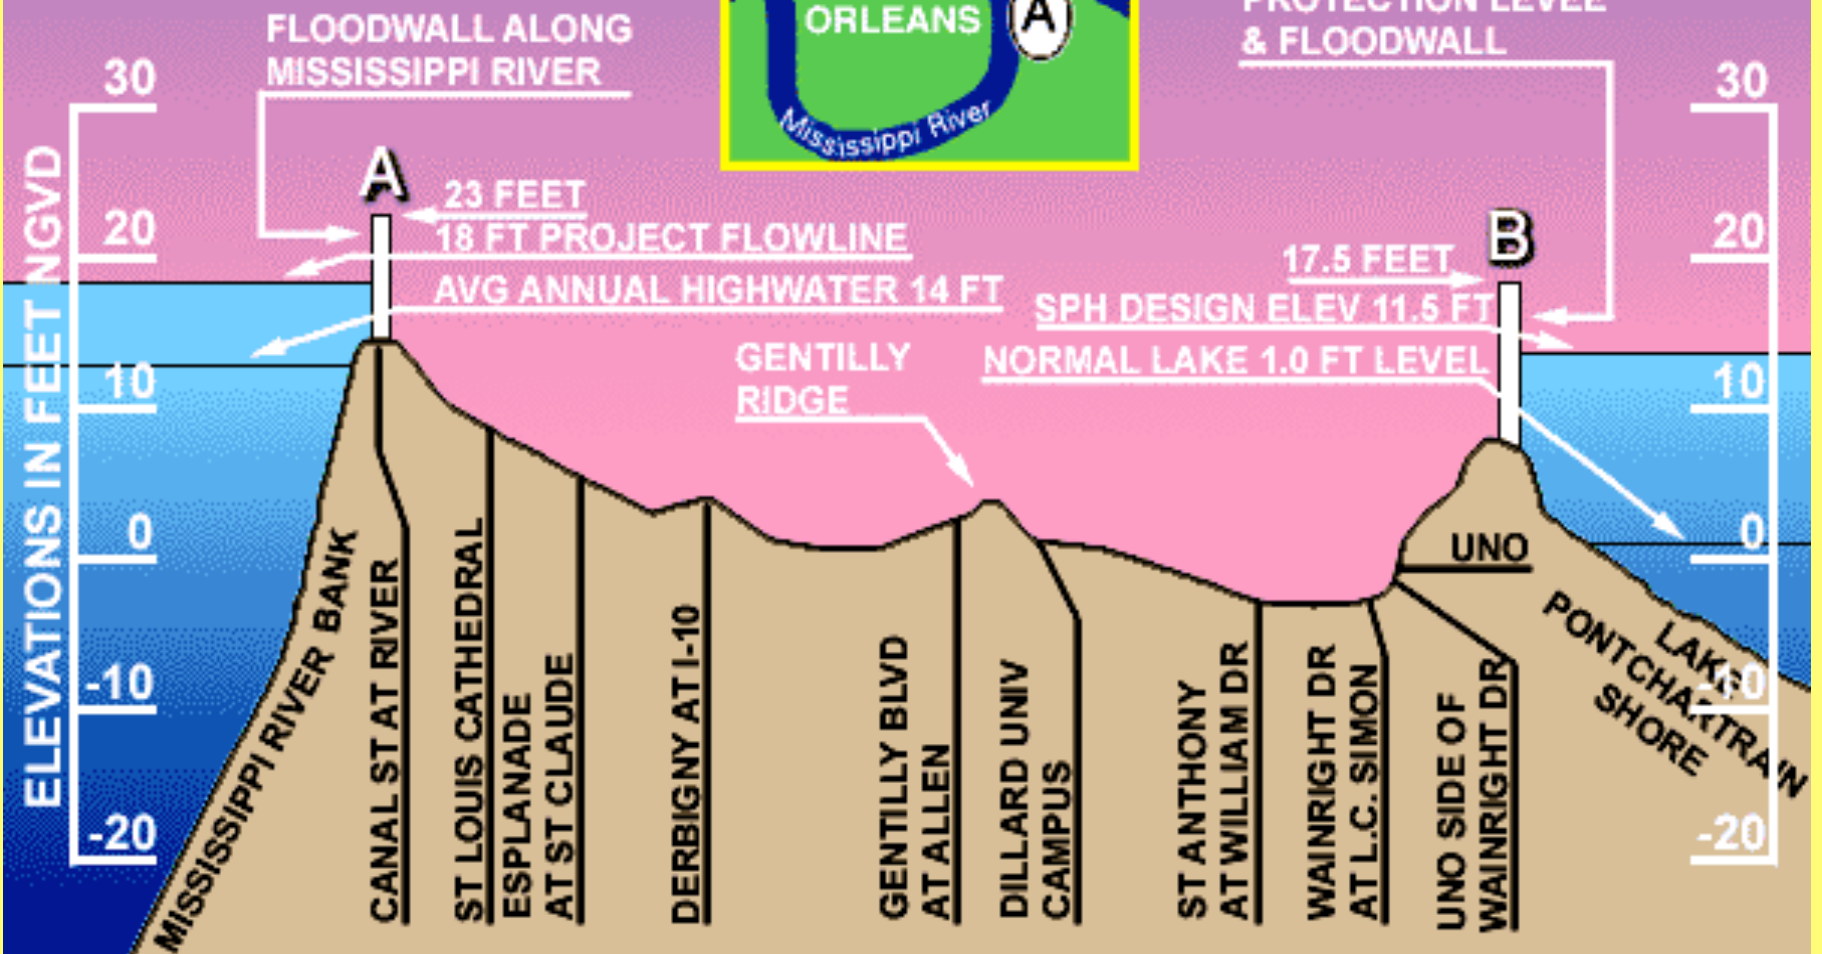 FLOODWALL ALONG
MISSISSIPPI RIVER
ORLEANS
A
Mississippi River
PROTECTION LEVEE
& FLOODWALL
ELEVATIONS IN FEET NGVD
30
20
10
0
-10
-20
A
23 FEET
18 FT PROJECT FLOWLINE
AVG ANNUAL HIGHWATER 14 FT
GENTILLY
RIDGE
B
17.5 FEET
SPH DESIGN ELEV 11.5 FT
NORMAL LAKE 1.0 FT LEVEL
30
20
10
0
-10
-20
MISSISSIPPI RIVER BANK
CANAL ST AT RIVER
ST LOUIS CATHEDRAL
ESPLANADE
AT ST CLAUDE
DERBIGNY AT I-10
GENTILLY BLVD
AT ALLEN
DILLARD UNIV
CAMPUS
ST ANTHONY
AT WILLIAM DR
WAINRIGHT DR
AT L.C. SIMON
UNO SIDE OF
WAINRIGHT DR
UNO
LAKE
PONTCHARTRAIN
SHORE